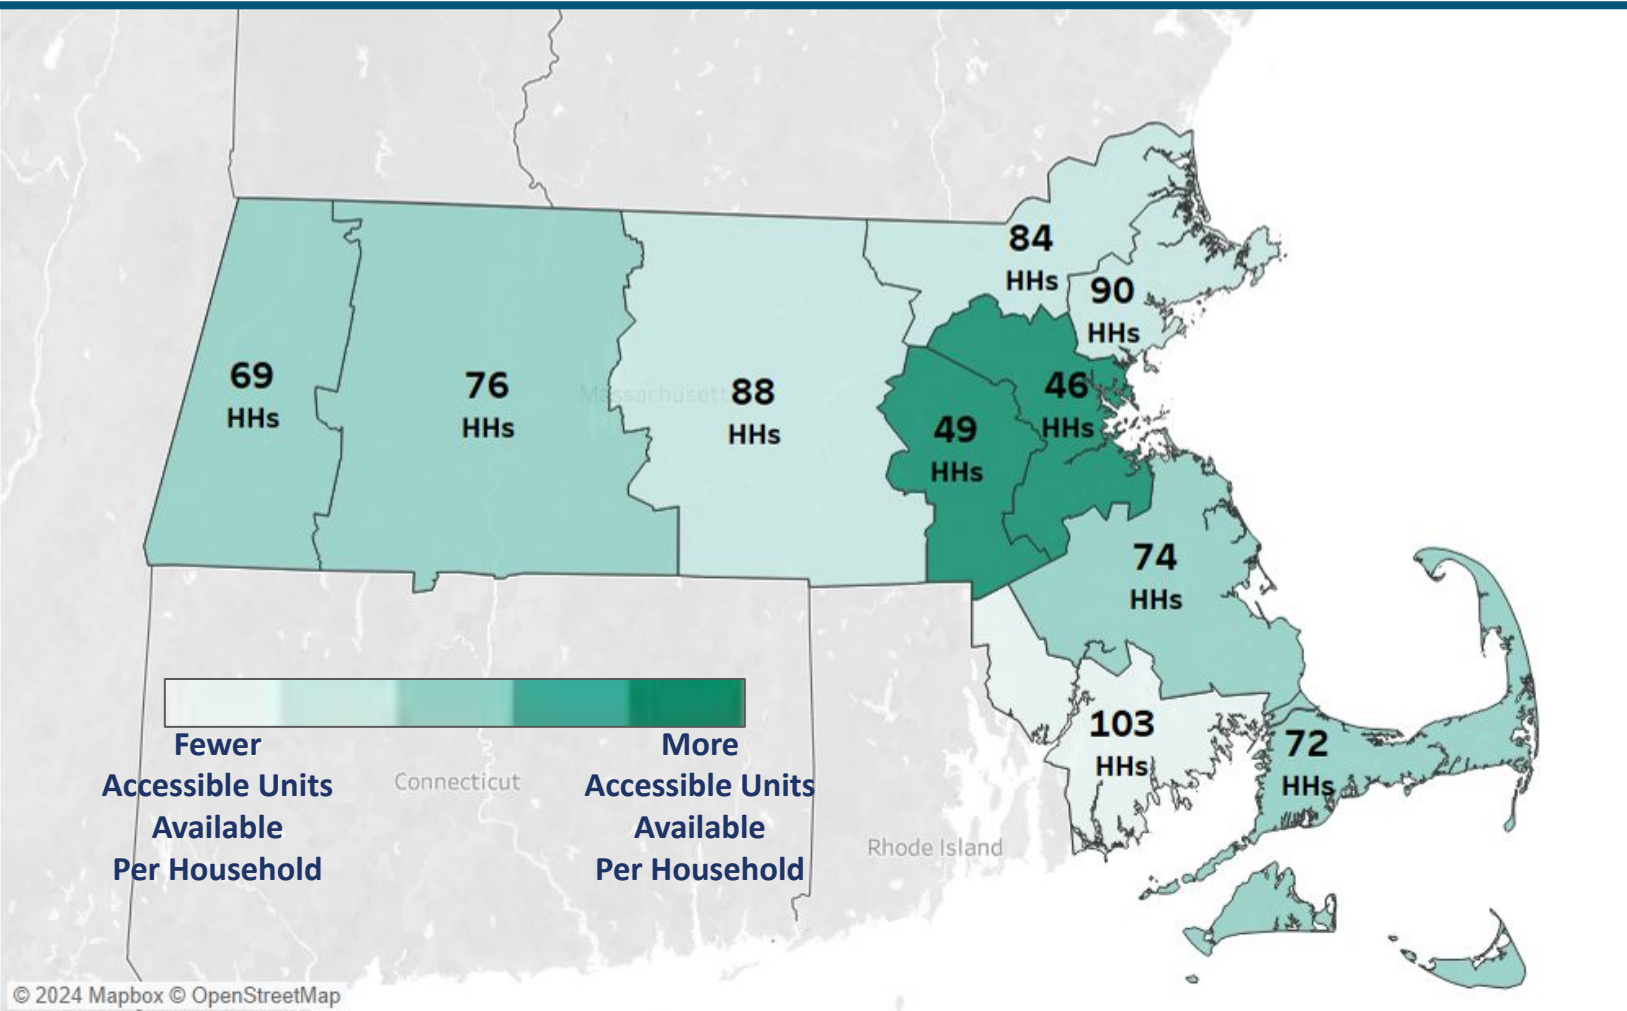 84
HHs
90
HHs
69
HHs
76
HHs
Massachusett
88
HHs
46
HHs
49
HHs
74
HHs
103
HHs
72
HHs
Fewer
Accessible Units
Available
Per Household
More
Accessible Units
Available
Per Household
Connecticut
Rhode Island
© 2024 Mapbox © OpenStreetMap